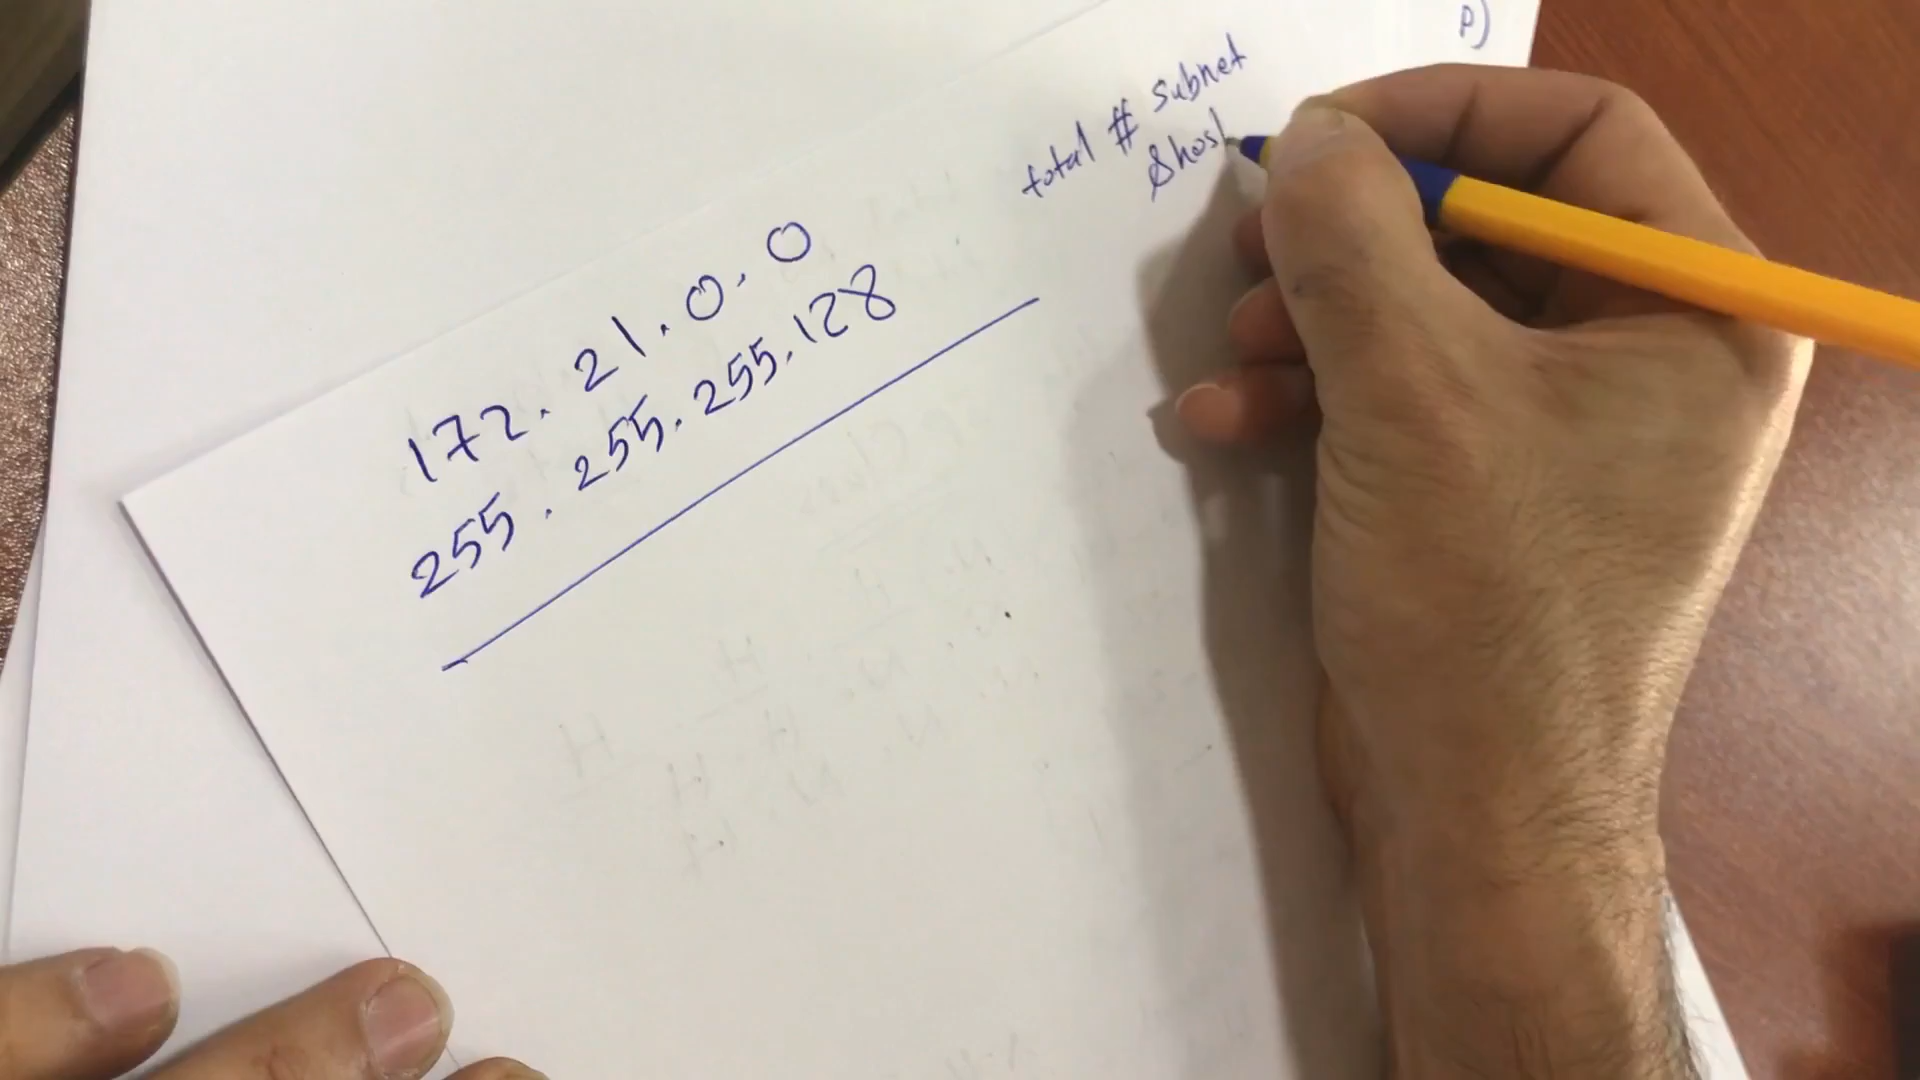 P)
total # subnet
& host
172. 21. 0. 0
255. 255. 255. 128